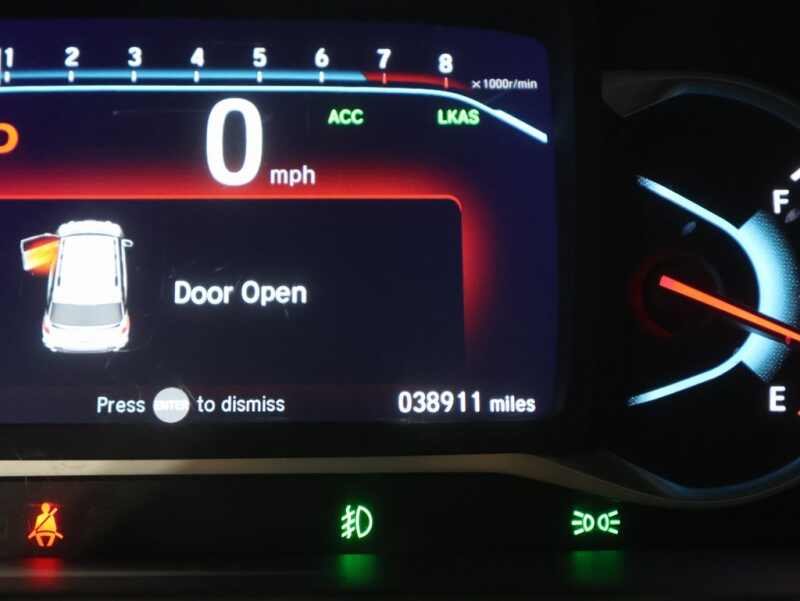 1 2 3 4 5 6 7 8
×1000r/min
ACC LKAS
0 mph
F
Door Open
E
Press ENTER to dismiss
038911 miles